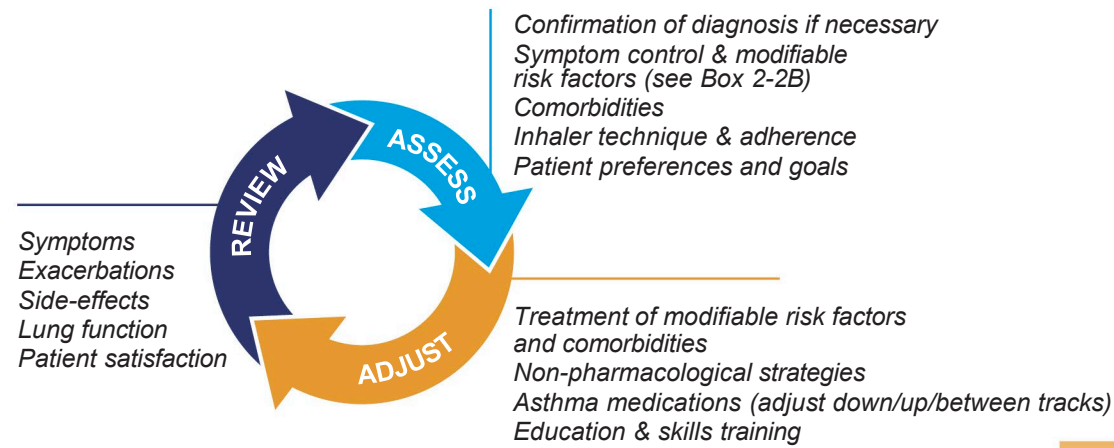 Confirmation of diagnosis if necessary
Symptom control & modifiable
risk factors (see Box 2-2B)
Comorbidities
Inhaler technique & adherence
Patient preferences and goals
ASSESS
REVIEW
Symptoms
Exacerbations
Side-effects
Lung function
Patient satisfaction
ADJUST
Treatment of modifiable risk factors
and comorbidities
Non-pharmacological strategies
Asthma medications (adjust down/up/between tracks)
Education & skills training